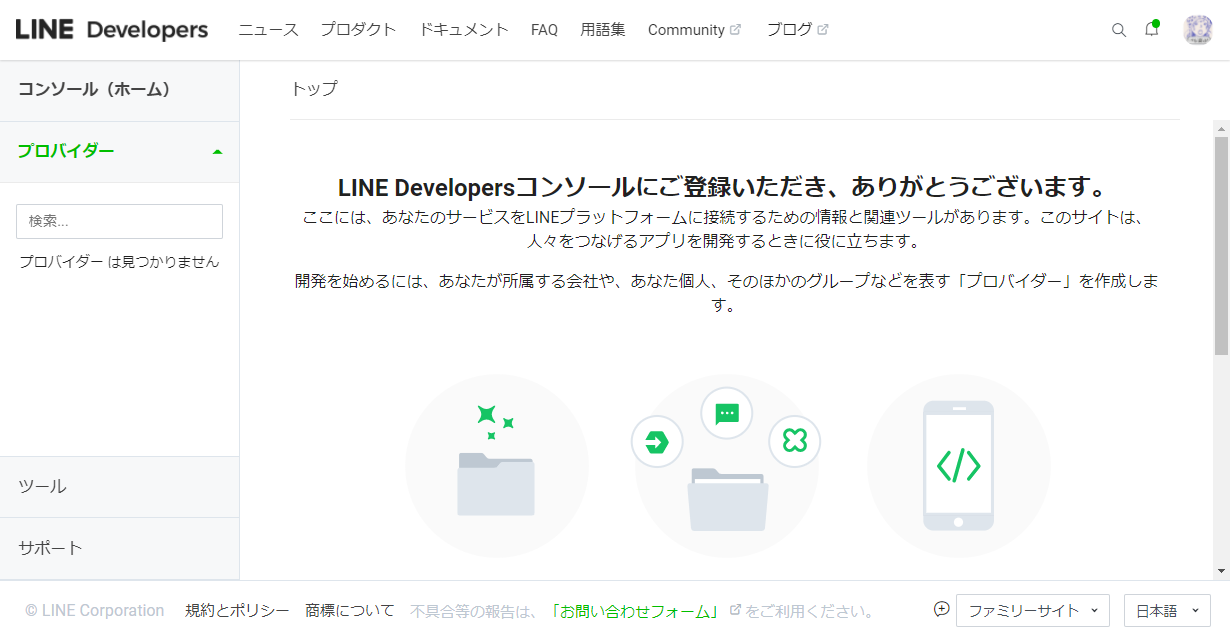 LINE Developers ニュース プロダクト ドキュメント FAQ 用語集 Community ブログ
コンソール（ホーム）
プロバイダー
検索...
プロバイダー は見つかりません
ツール
サポート
トップ
LINE Developersコンソールにご登録いただき、ありがとうございます。
ここには、あなたのサービスをLINEプラットフォームに接続するための情報と関連ツールがあります。このサイトは、
人々をつなげるアプリを開発するときに役に立ちます。
開発を始めるには、あなたが所属する会社や、あなた個人、そのほかのグループなどを表す「プロバイダー」を作成しま
す。
© LINE Corporation 規約とポリシー 商標について 不具合等の報告は、「お問い合わせフォーム」をご利用ください。 ファミリーサイト 日本語